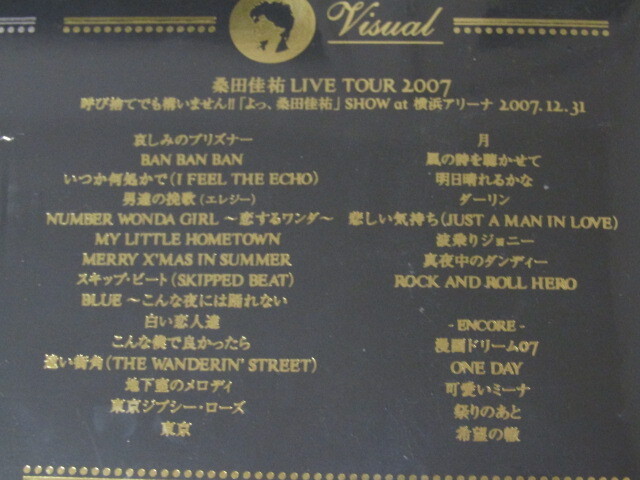 Visual
桑田佳祐 LIVE TOUR 2007
呼び捨てでも構いません!!「よっ、桑田佳祐」SHOW at 横浜アリーナ 2007.12.31
哀しみのプリズナー
BAN BAN BAN
いつか何処かで(I FEEL THE ECHO)
男達の挽歌(エレジー)
NUMBER WONDA GIRL 〜恋するワンダ〜
MY LITTLE HOMETOWN
MERRY X'MAS IN SUMMER
スキップ・ビート(SKIPPED BEAT)
BLUE 〜こんな夜には踊れない
白い恋人達
こんな僕で良かったら
遠い街角(THE WANDERIN' STREET)
地下室のメロディ
東京ジプシー・ローズ
東京
月
風の詩を聴かせて
明日晴れるかな
ダーリン
悲しい気持ち(JUST A MAN IN LOVE)
波乗りジョニー
真夜中のダンディー
ROCK AND ROLL HERO
- ENCORE -
漫画ドリーム07
ONE DAY
可愛いミーナ
祭りのあと
希望の轍